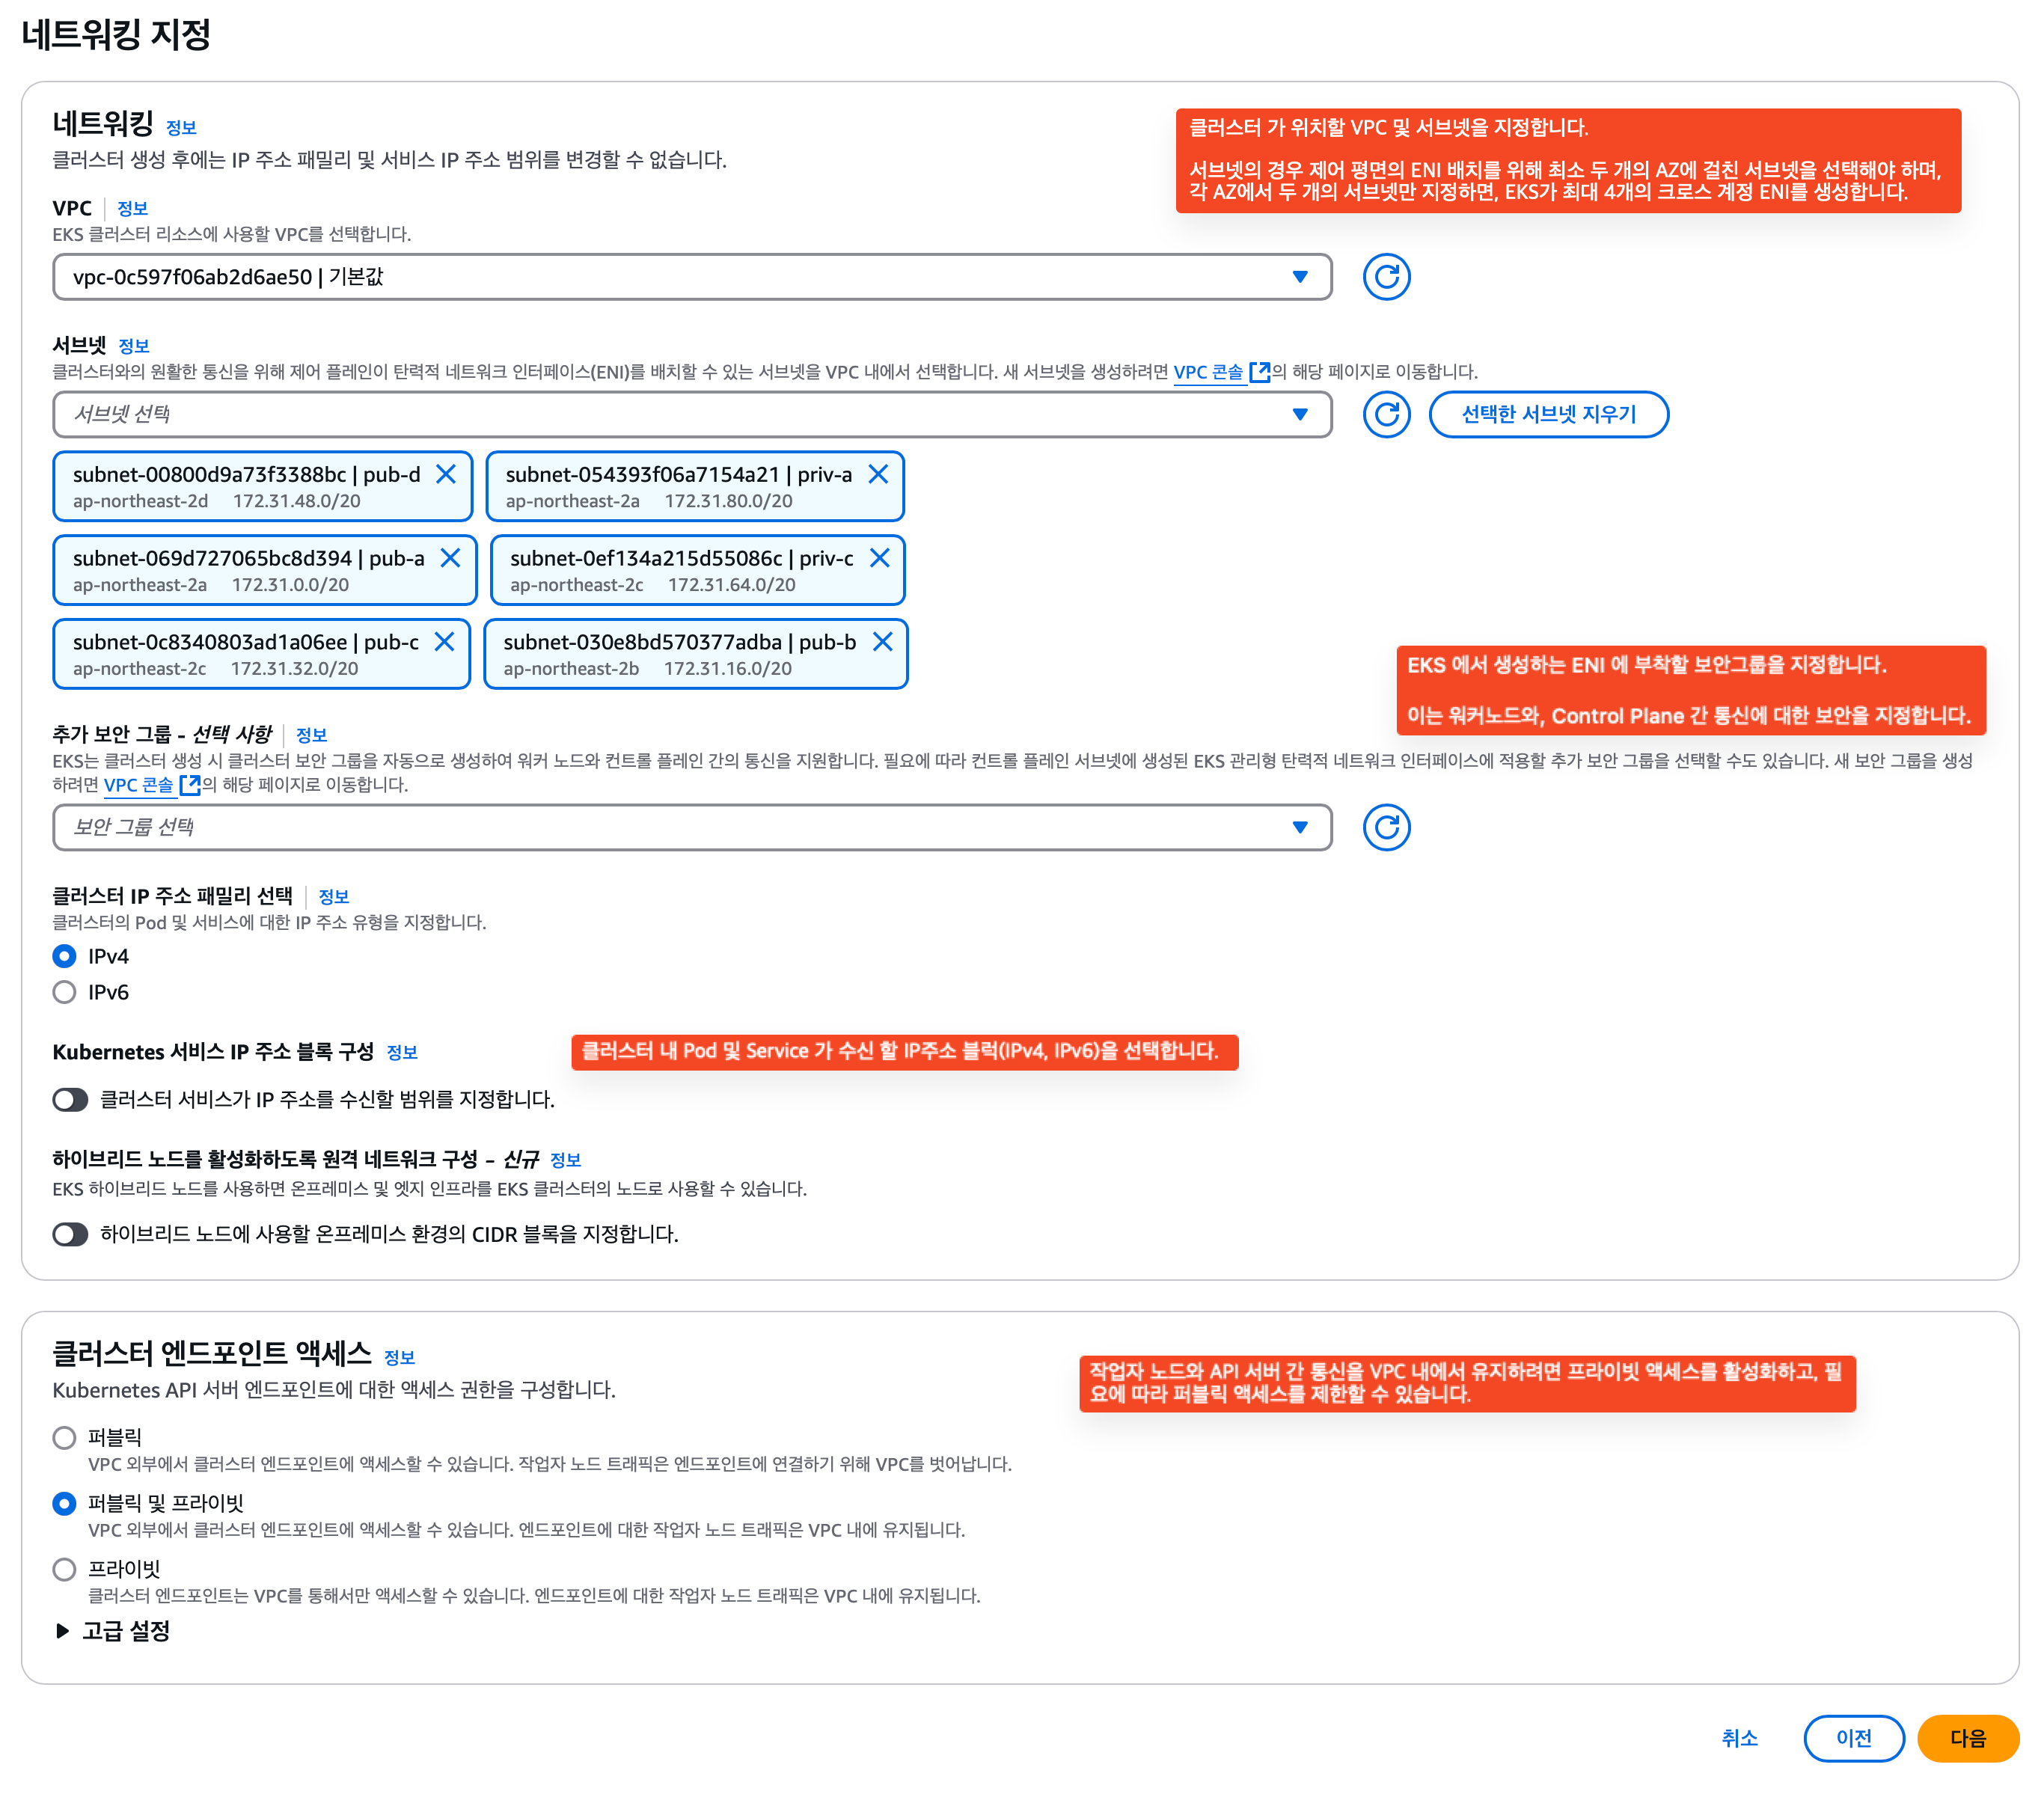 네트워킹 지정
네트워킹 정보
클러스터 생성 후에는 IP 주소 패밀리 및 서비스 IP 주소 범위를 변경할 수 없습니다.
클러스터 가 위치할 VPC 및 서브넷을 지정합니다.
서브넷의 경우 제어 평면의 ENI 배치를 위해 최소 두 개의 AZ에 걸친 서브넷을 선택해야 하며,
각 AZ에서 두 개의 서브넷만 지정하면, EKS가 최대 4개의 크로스 계정 ENI를 생성합니다.
VPC 정보
EKS 클러스터 리소스에 사용할 VPC를 선택합니다.
vpc-0c597f06ab2d6ae50 | 기본값
서브넷 정보
클러스터와의 원활한 통신을 위해 제어 플레인이 탄력적 네트워크 인터페이스(ENI)를 배치할 수 있는 서브넷을 VPC 내에서 선택합니다. 새 서브넷을 생성하려면 VPC 콘솔의 해당 페이지로 이동합니다.
서브넷 선택
선택한 서브넷 지우기
subnet-00800d9a73f3388bc | pub-d
ap-northeast-2d 172.31.48.0/20
subnet-054393f06a7154a21 | priv-a
ap-northeast-2a 172.31.80.0/20
subnet-069d727065bc8d394 | pub-a
ap-northeast-2a 172.31.0.0/20
subnet-0ef134a215d55086c | priv-c
ap-northeast-2c 172.31.64.0/20
subnet-0c8340803ad1a06ee | pub-c
ap-northeast-2c 172.31.32.0/20
subnet-030e8bd570377adba | pub-b
ap-northeast-2b 172.31.16.0/20
EKS 에서 생성하는 ENI 에 부착할 보안그룹을 지정합니다.
이는 워커노드와, Control Plane 간 통신에 대한 보안을 지정합니다.
추가 보안 그룹 - 선택 사항 정보
EKS는 클러스터 생성 시 클러스터 보안 그룹을 자동으로 생성하여 워커 노드와 컨트롤 플레인 간의 통신을 지원합니다. 필요에 따라 컨트롤 플레인 서브넷에 생성된 EKS 관리형 탄력적 네트워크 인터페이스에 적용할 추가 보안 그룹을 선택할 수도 있습니다. 새 보안 그룹을 생성
하려면 VPC 콘솔의 해당 페이지로 이동합니다.
보안 그룹 선택
클러스터 IP 주소 패밀리 선택 정보
클러스터의 Pod 및 서비스에 대한 IP 주소 유형을 지정합니다.
IPv4
IPv6
Kubernetes 서비스 IP 주소 블록 구성 정보
클러스터 내 Pod 및 Service 가 수신 할 IP주소 블럭(IPv4, IPv6)을 선택합니다.
클러스터 서비스가 IP 주소를 수신할 범위를 지정합니다.
하이브리드 노드를 활성화하도록 원격 네트워크 구성 – 신규 정보
EKS 하이브리드 노드를 사용하면 온프레미스 및 엣지 인프라를 EKS 클러스터의 노드로 사용할 수 있습니다.
하이브리드 노드에 사용할 온프레미스 환경의 CIDR 블록을 지정합니다.
클러스터 엔드포인트 액세스 정보
Kubernetes API 서버 엔드포인트에 대한 액세스 권한을 구성합니다.
작업자 노드와 API 서버 간 통신을 VPC 내에서 유지하려면 프라이빗 액세스를 활성화하고, 필
요에 따라 퍼블릭 액세스를 제한할 수 있습니다.
퍼블릭
VPC 외부에서 클러스터 엔드포인트에 액세스할 수 있습니다. 작업자 노드 트래픽은 엔드포인트에 연결하기 위해 VPC를 벗어납니다.
퍼블릭 및 프라이빗
VPC 외부에서 클러스터 엔드포인트에 액세스할 수 있습니다. 엔드포인트에 대한 작업자 노드 트래픽은 VPC 내에 유지됩니다.
프라이빗
클러스터 엔드포인트는 VPC를 통해서만 액세스할 수 있습니다. 엔드포인트에 대한 작업자 노드 트래픽은 VPC 내에 유지됩니다.
고급 설정
취소
이전
다음